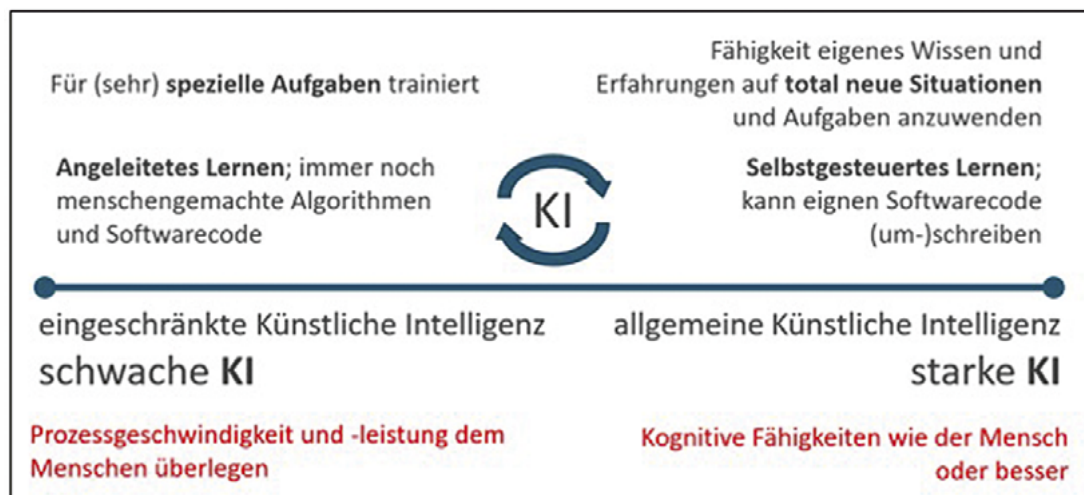 Für (sehr) spezielle Aufgaben trainiert
Angeleitetes Lernen; immer noch
menschengemachte Algorithmen
und Softwarecode
KI
Fähigkeit eigenes Wissen und
Erfahrungen auf total neue Situationen
und Aufgaben anzuwenden
Selbstgesteuertes Lernen;
kann eignen Softwarecode
(um-)schreiben
eingeschränkte Künstliche Intelligenz
schwache KI
Prozessgeschwindigkeit und -leistung dem
Menschen überlegen
allgemeine Künstliche Intelligenz
starke KI
Kognitive Fähigkeiten wie der Mensch
oder besser